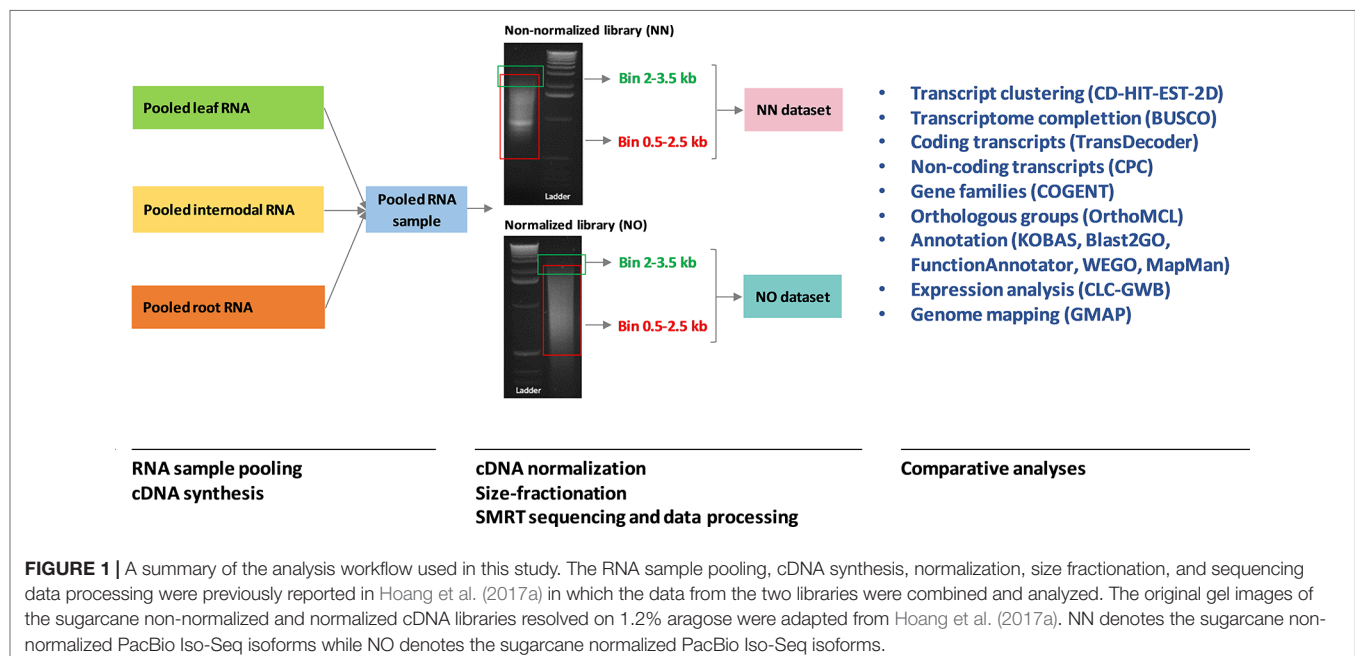 Pooled leaf RNA
Pooled internodal RNA
Pooled root RNA
Pooled RNA
sample
Non-normalized library (NN)
Bin 2-3.5 kb
Bin 0.5-2.5 kb
Ladder
Normalized library (NO)
Bin 2-3.5 kb
Bin 0.5-2.5 kb
Ladder
NN dataset
NO dataset
• Transcript clustering (CD-HIT-EST-2D)
• Transcriptome complettion (BUSCO)
• Coding transcripts (TransDecoder)
• Non-coding transcripts (CPC)
• Gene families (COGENT)
• Orthologous groups (OrthoMCL)
• Annotation (KOBAS, Blast2GO,
FunctionAnnotator, WEGO, MapMan)
• Expression analysis (CLC-GWB)
• Genome mapping (GMAP)
RNA sample pooling
cDNA synthesis
cDNA normalization
Size-fractionation
SMRT sequencing and data processing
Comparative analyses
FIGURE 1 | A summary of the analysis workflow used in this study. The RNA sample pooling, cDNA synthesis, normalization, size fractionation, and sequencing
data processing were previously reported in Hoang et al. (2017a) in which the data from the two libraries were combined and analyzed. The original gel images of
the sugarcane non-normalized and normalized cDNA libraries resolved on 1.2% aragose were adapted from Hoang et al. (2017a). NN denotes the sugarcane non-
normalized PacBio Iso-Seq isoforms while NO denotes the sugarcane normalized PacBio Iso-Seq isoforms.